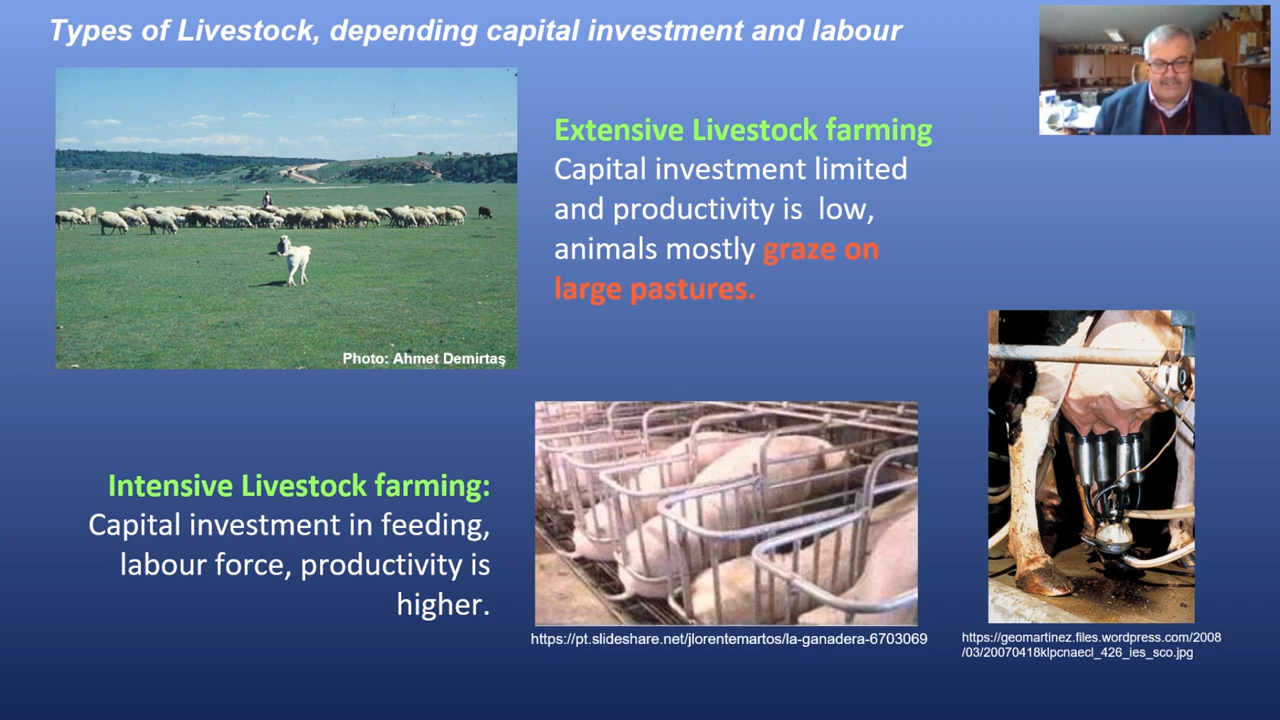 Types of Livestock, depending capital investment and labour
Extensive Livestock farming
Capital investment limited
and productivity is low,
animals mostly graze on
large pastures.
Photo: Ahmet Demirtaş
Intensive Livestock farming:
Capital investment in feeding,
labour force, productivity is
higher.
https://pt.slideshare.net/jlorentemartos/la-ganadera-6703069
https://geomartinez.files.wordpress.com/2008
/03/20070418klpcnaecl_426_ies_sco.jpg